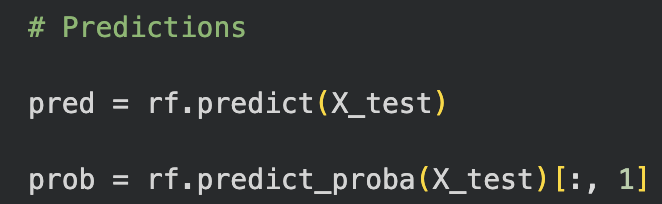 # Predictions
pred = rf.predict(X_test)
prob = rf.predict_proba(X_test)[:, 1]